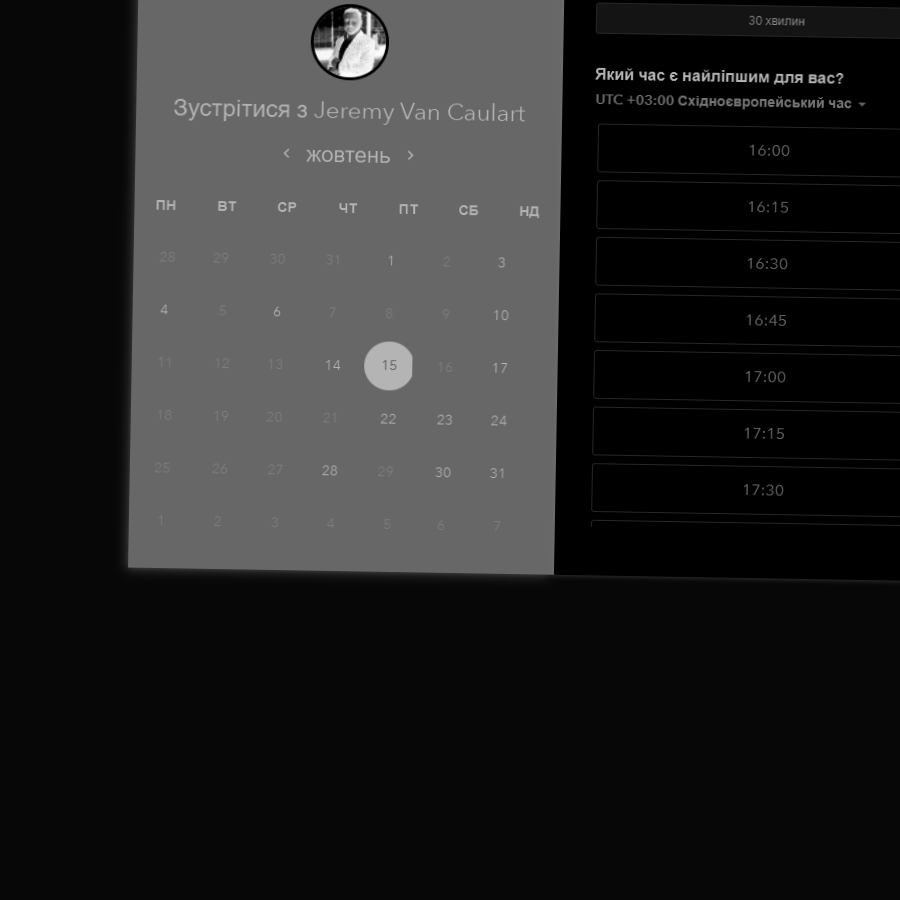 Зустрітися з Jeremy Van Caulart
жовтень
ПН ВТ СР ЧТ ПТ СБ НД
28 29 30 31 1 2 3
4 5 6 7 8 9 10
11 12 13 14 15 16 17
18 19 20 21 22 23 24
25 26 27 28 29 30 31
1 2 3 4 5 6 7
30 хвилин
Який час є найліпшим для вас?
UTC +03:00 Східноєвропейський час
16:00
16:15
16:30
16:45
17:00
17:15
17:30